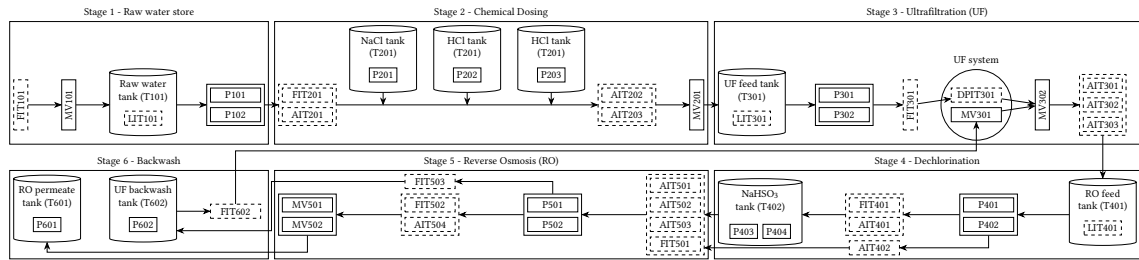 Stage 1 - Raw water store
Stage 2 - Chemical Dosing
Stage 3 - Ultrafiltration (UF)
FIT101
MV101
Raw water
tank (T101)
LIT101
P101
P102
FIT201
AIT201
NaCl tank
(T201)
P201
HCl tank
(T201)
P202
HCl tank
(T201)
P203
AIT202
AIT203
MV201
UF feed tank
(T301)
LIT301
P301
P302
FIT301
UF system
DPIT301
MV301
MV302
AIT301
AIT302
AIT303
Stage 6 - Backwash
Stage 5 - Reverse Osmosis (RO)
Stage 4 - Dechlorination
RO permeate
tank (T601)
P601
UF backwash
tank (T602)
P602
FIT602
MV501
MV502
FIT503
FIT502
AIT504
P501
P502
AIT501
AIT502
AIT503
FIT501
NaHSO₃
tank (T402)
P403
P404
FIT401
AIT401
AIT402
P401
P402
RO feed
tank (T401)
LIT401